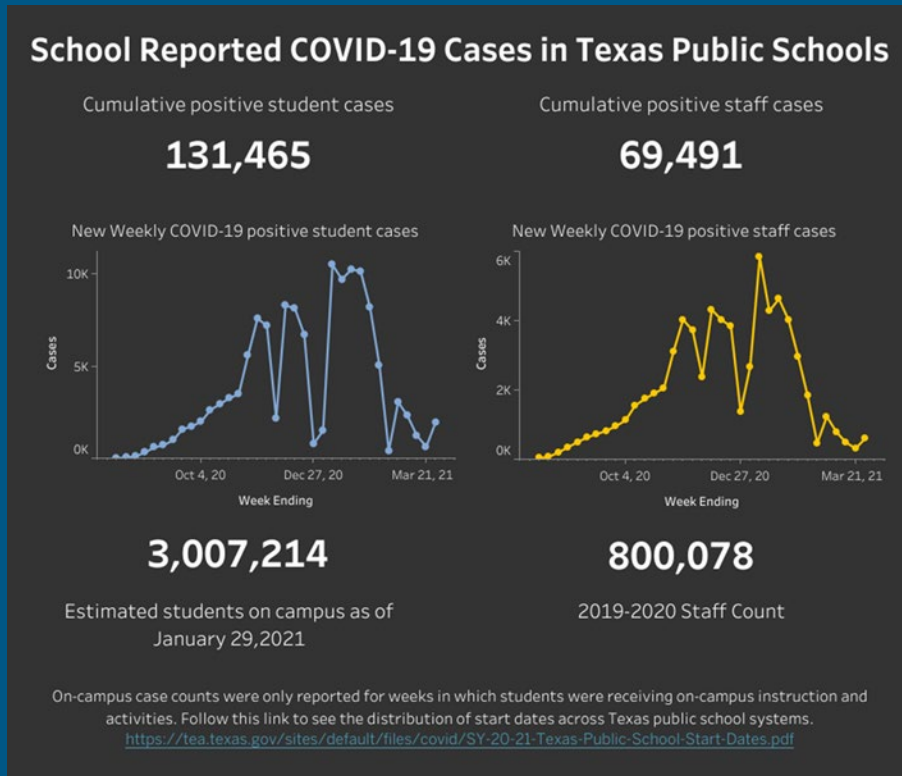 School Reported COVID-19 Cases in Texas Public Schools
Cumulative positive student cases
131,465
Cumulative positive staff cases
69,491
New Weekly COVID-19 positive student cases
10K
5K
0K
Cases
Oct 4, 20
Dec 27, 20
Mar 21, 21
Week Ending
New Weekly COVID-19 positive staff cases
6K
4K
2K
0K
Cases
Oct 4, 20
Dec 27, 20
Mar 21, 21
Week Ending
3,007,214
Estimated students on campus as of
January 29,2021
800,078
2019-2020 Staff Count
On-campus case counts were only reported for weeks in which students were receiving on-campus instruction and
activities. Follow this link to see the distribution of start dates across Texas public school systems.
https://tea.texas.gov/sites/default/files/covid/SY-20-21-Texas-Public-School-Start-Dates.pdf